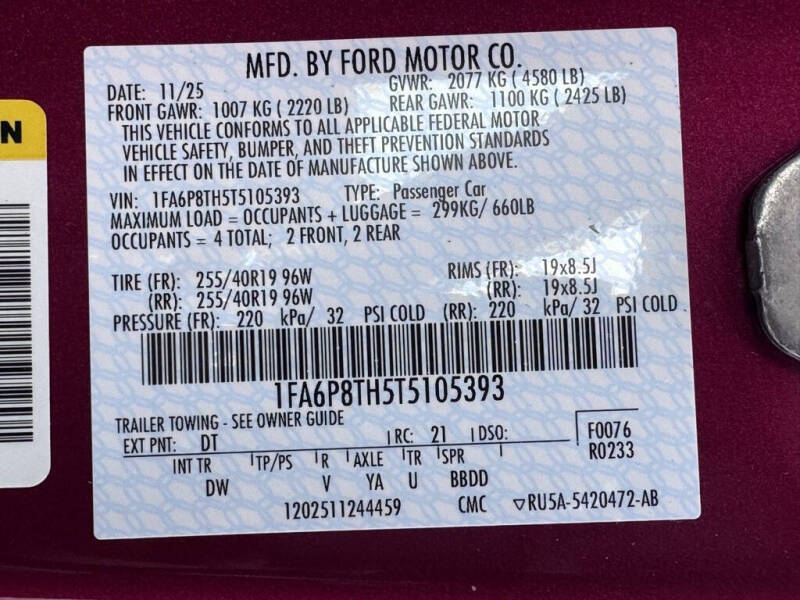 MFD. BY FORD MOTOR CO.
DATE: 11/25 GVWR: 2077 KG ( 4580 LB)
FRONT GAWR: 1007 KG ( 2220 LB) REAR GAWR: 1100 KG ( 2425 LB)
THIS VEHICLE CONFORMS TO ALL APPLICABLE FEDERAL MOTOR
VEHICLE SAFETY, BUMPER, AND THEFT PREVENTION STANDARDS
IN EFFECT ON THE DATE OF MANUFACTURE SHOWN ABOVE.
VIN: 1FA6P8TH5T5105393 TYPE: Passenger Car
MAXIMUM LOAD = OCCUPANTS + LUGGAGE = 299KG/ 660LB
OCCUPANTS = 4 TOTAL; 2 FRONT, 2 REAR
TIRE (FR): 255/40R19 96W RIMS (FR): 19x8.5J
(RR): 255/40R19 96W (RR): 19x8.5J
PRESSURE (FR): 220 kPa/ 32 PSI COLD (RR): 220 kPa/ 32 PSI COLD
1FA6P8TH5T5105393
TRAILER TOWING - SEE OWNER GUIDE
EXT PNT: DT RC: 21 DSO: F0076
R0233
INT TR TP/PS R AXLE TR SPR
DW V YA U BBDD
1202511244459 CMC ▽RU5A-5420472-AB
N